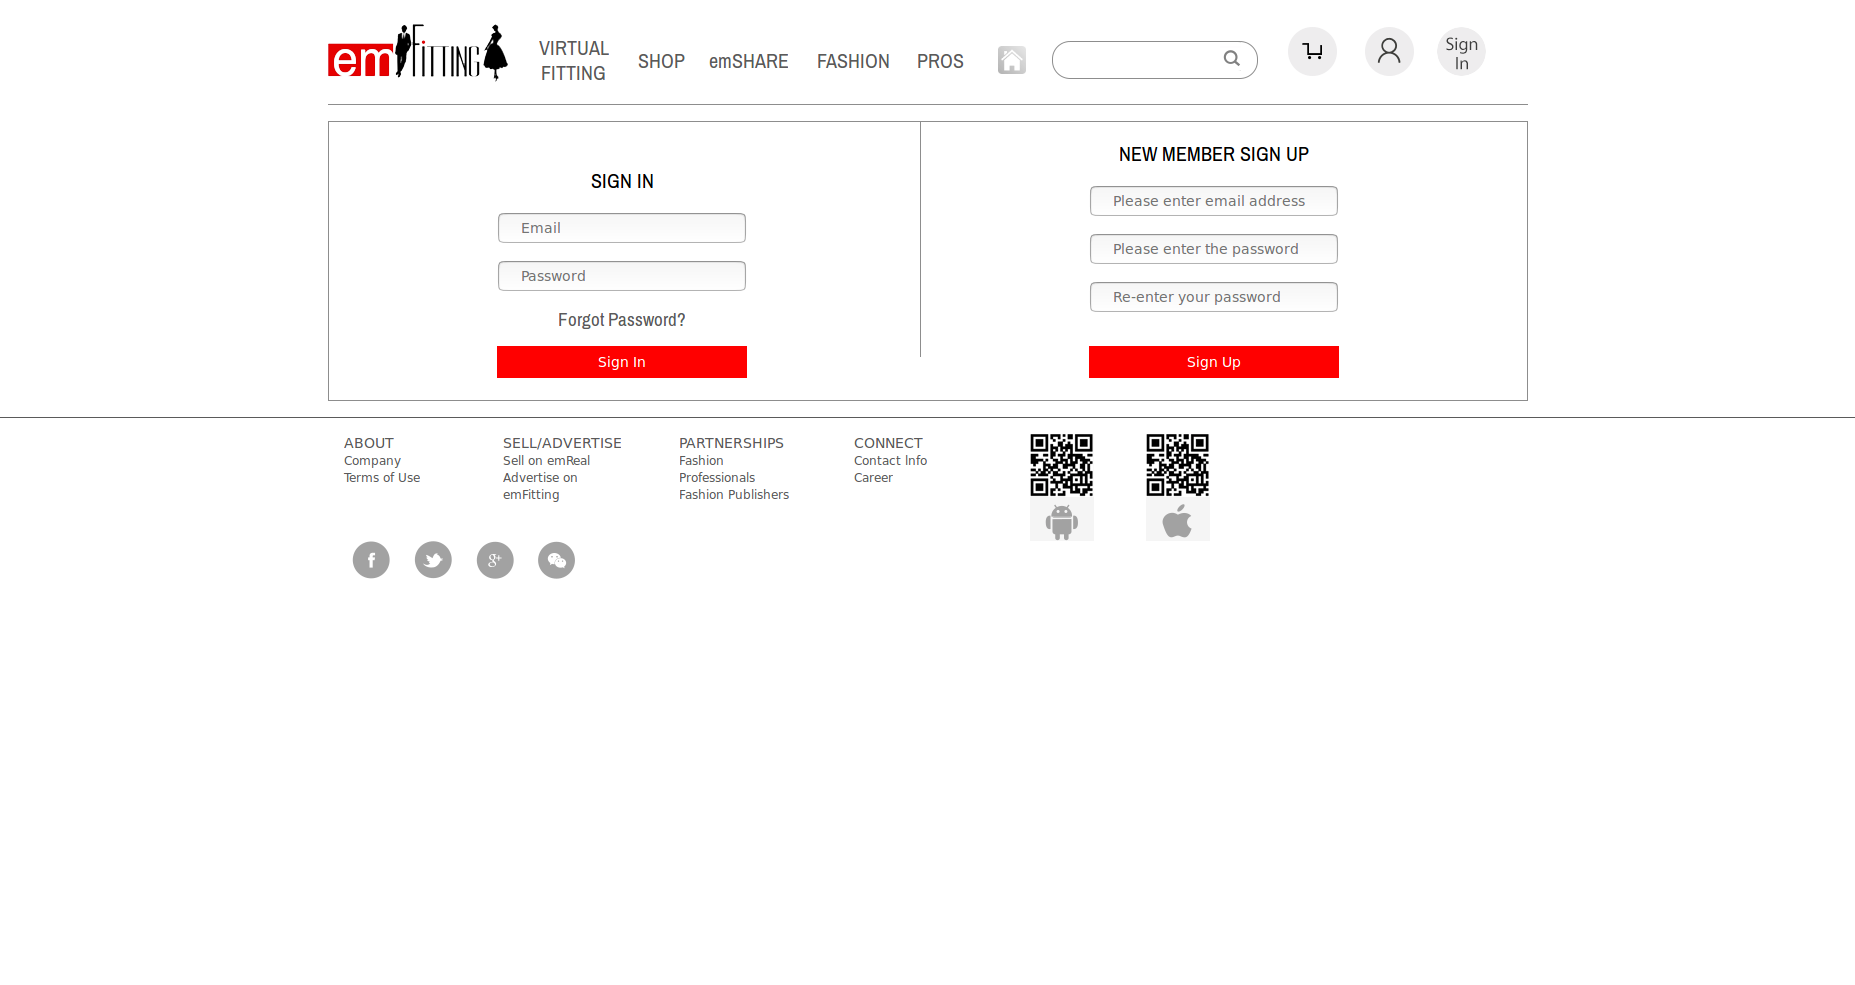 em FITTING
VIRTUAL
FITTING
SHOP
emSHARE
FASHION
PROS
Sign
In
SIGN IN
Email
Password
Forgot Password?
Sign In
NEW MEMBER SIGN UP
Please enter email address
Please enter the password
Re-enter your password
Sign Up
ABOUT
Company
Terms of Use
SELL/ADVERTISE
Sell on emReal
Advertise on
emFitting
PARTNERSHIPS
Fashion
Professionals
Fashion Publishers
CONNECT
Contact Info
Career
f
g+